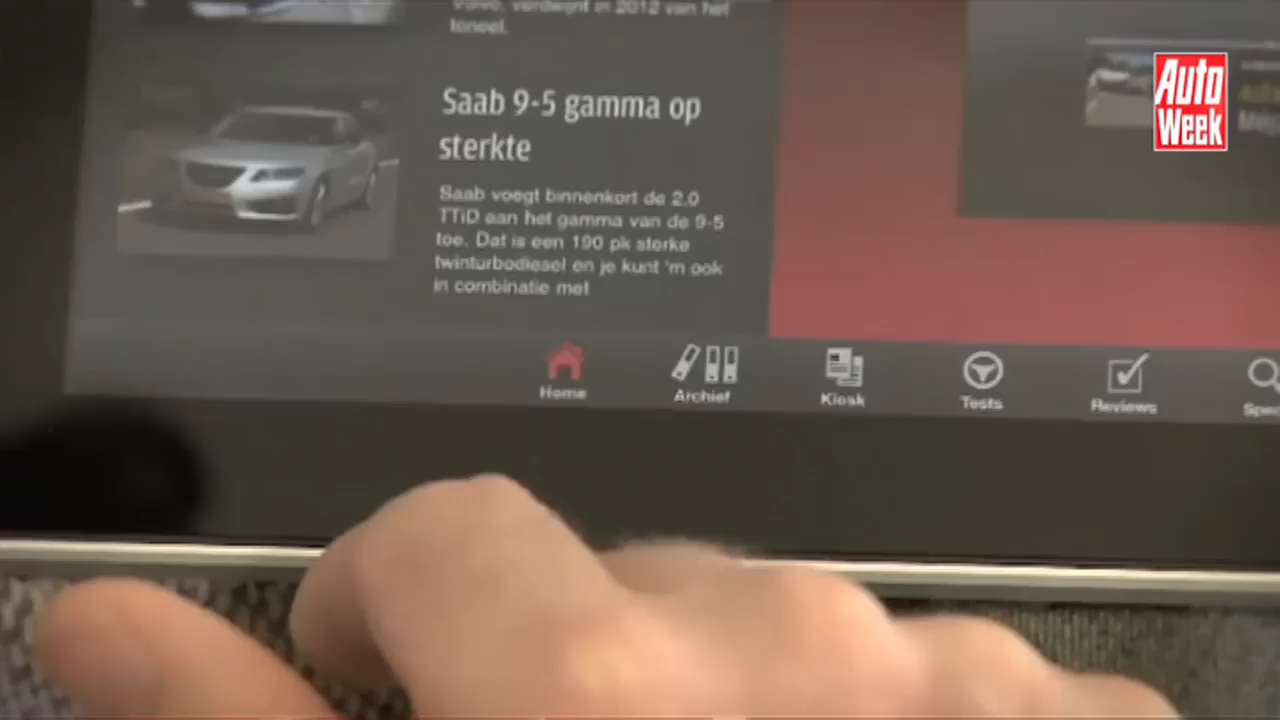 Volvo, verdwijnt in 2012 van het
toneel.
Saab 9-5 gamma op
sterkte
Saab voegt binnenkort de 2.0
TTiD aan het gamma van de 9-5
toe. Dat is een 190 pk sterke
twinturbodiesel en je kunt 'm ook
in combinatie met
Auto
Week
Home
Archief
Kiosk
Tests
Reviews